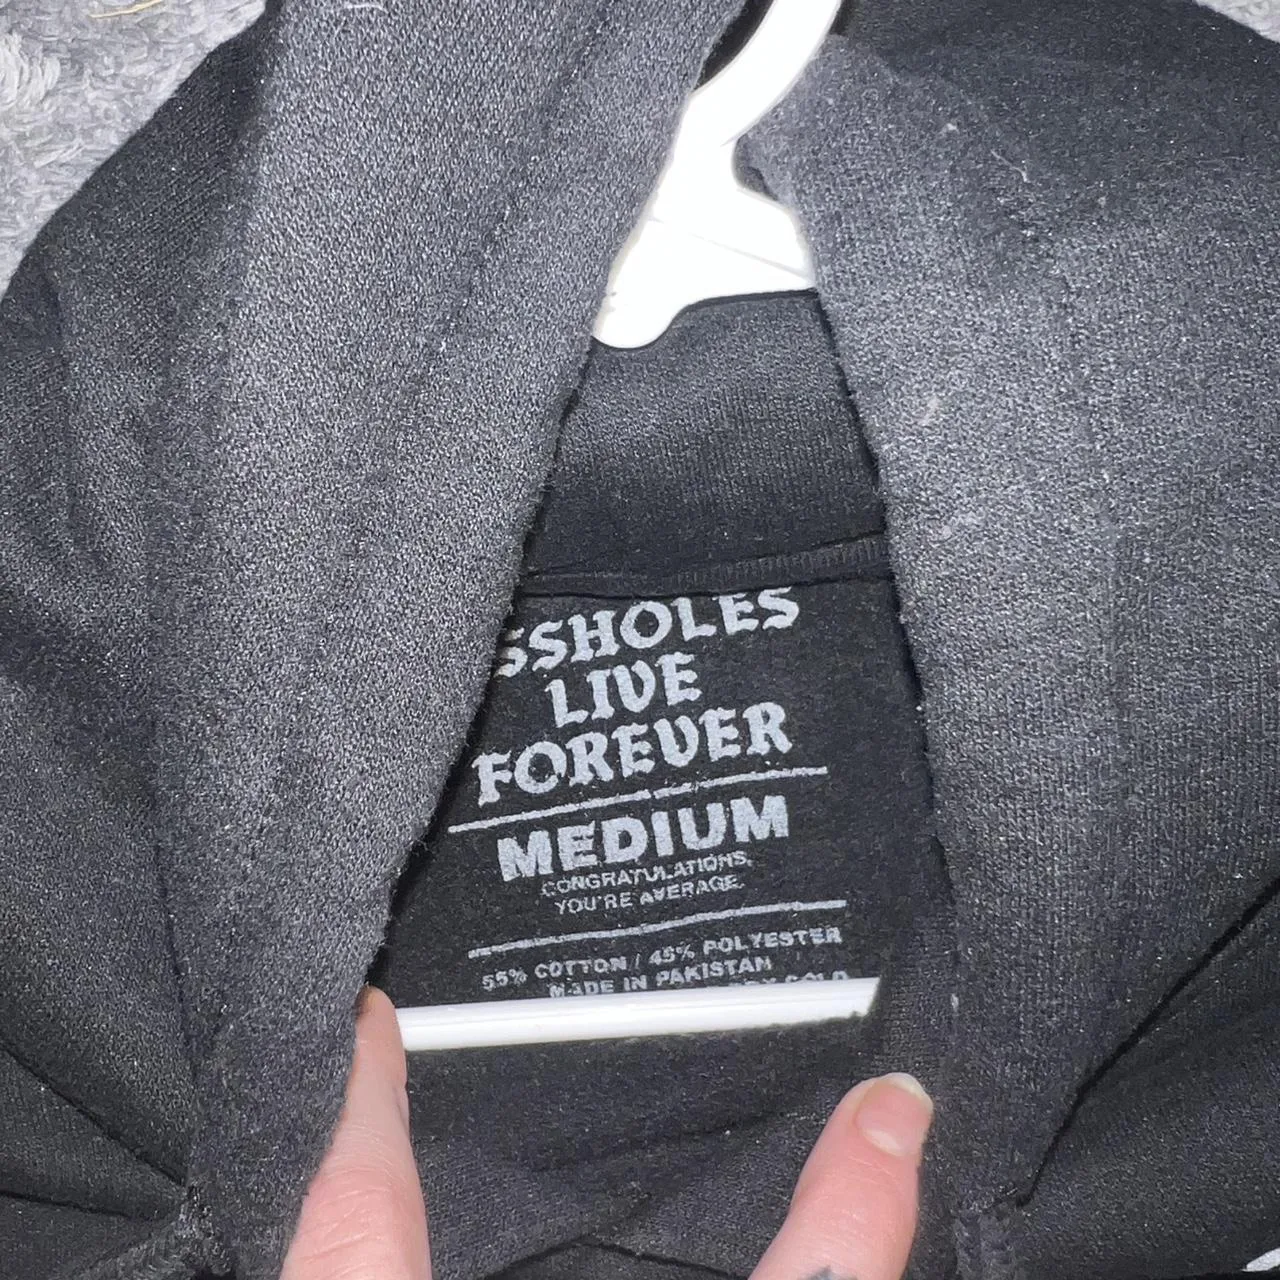 SSHOLES
LIVE
FOREVER
MEDIUM
CONGRATULATIONS,
YOU'RE AVERAGE.
55% COTTON / 45% POLYESTER
MADE IN PAKISTAN